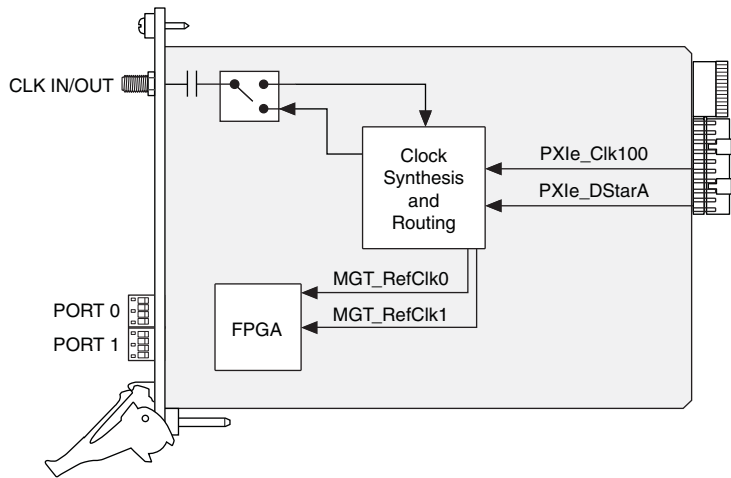 CLK IN/OUT
Clock
Synthesis
and
Routing
PXIe_Clk100
PXIe_DStarA
MGT_RefClk0
MGT_RefClk1
FPGA
PORT 0
PORT 1